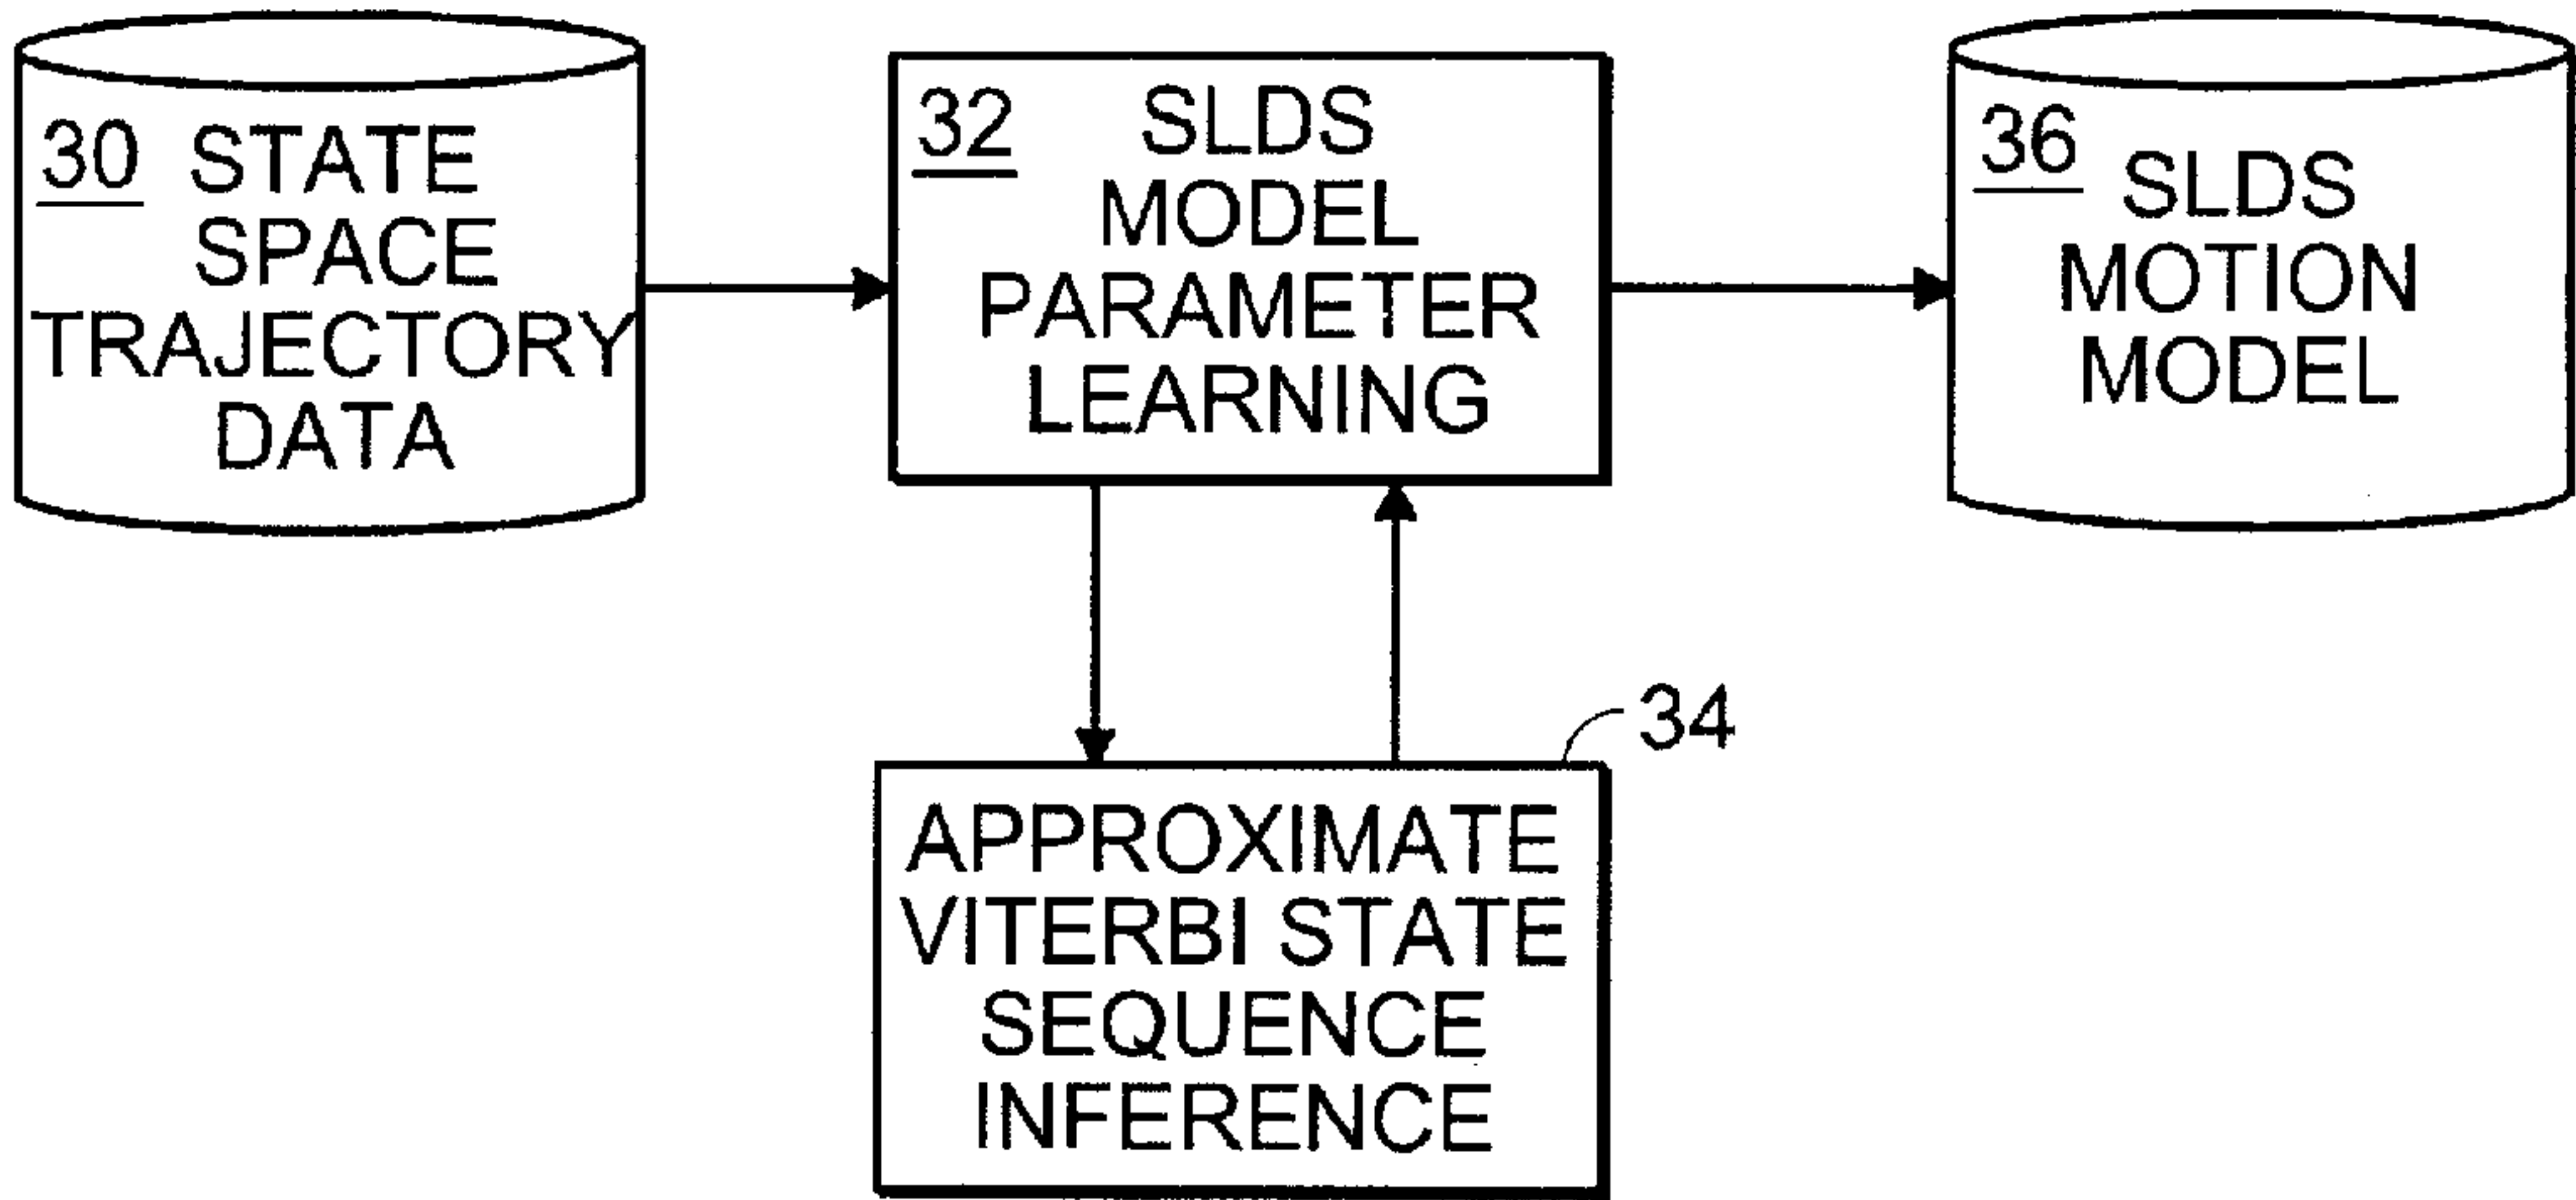 30 STATE
SPACE
TRAJECTORY
DATA
32 SLDS
MODEL
PARAMETER
LEARNING
36 SLDS
MOTION
MODEL
34
APPROXIMATE
VITERBI STATE
SEQUENCE
INFERENCE